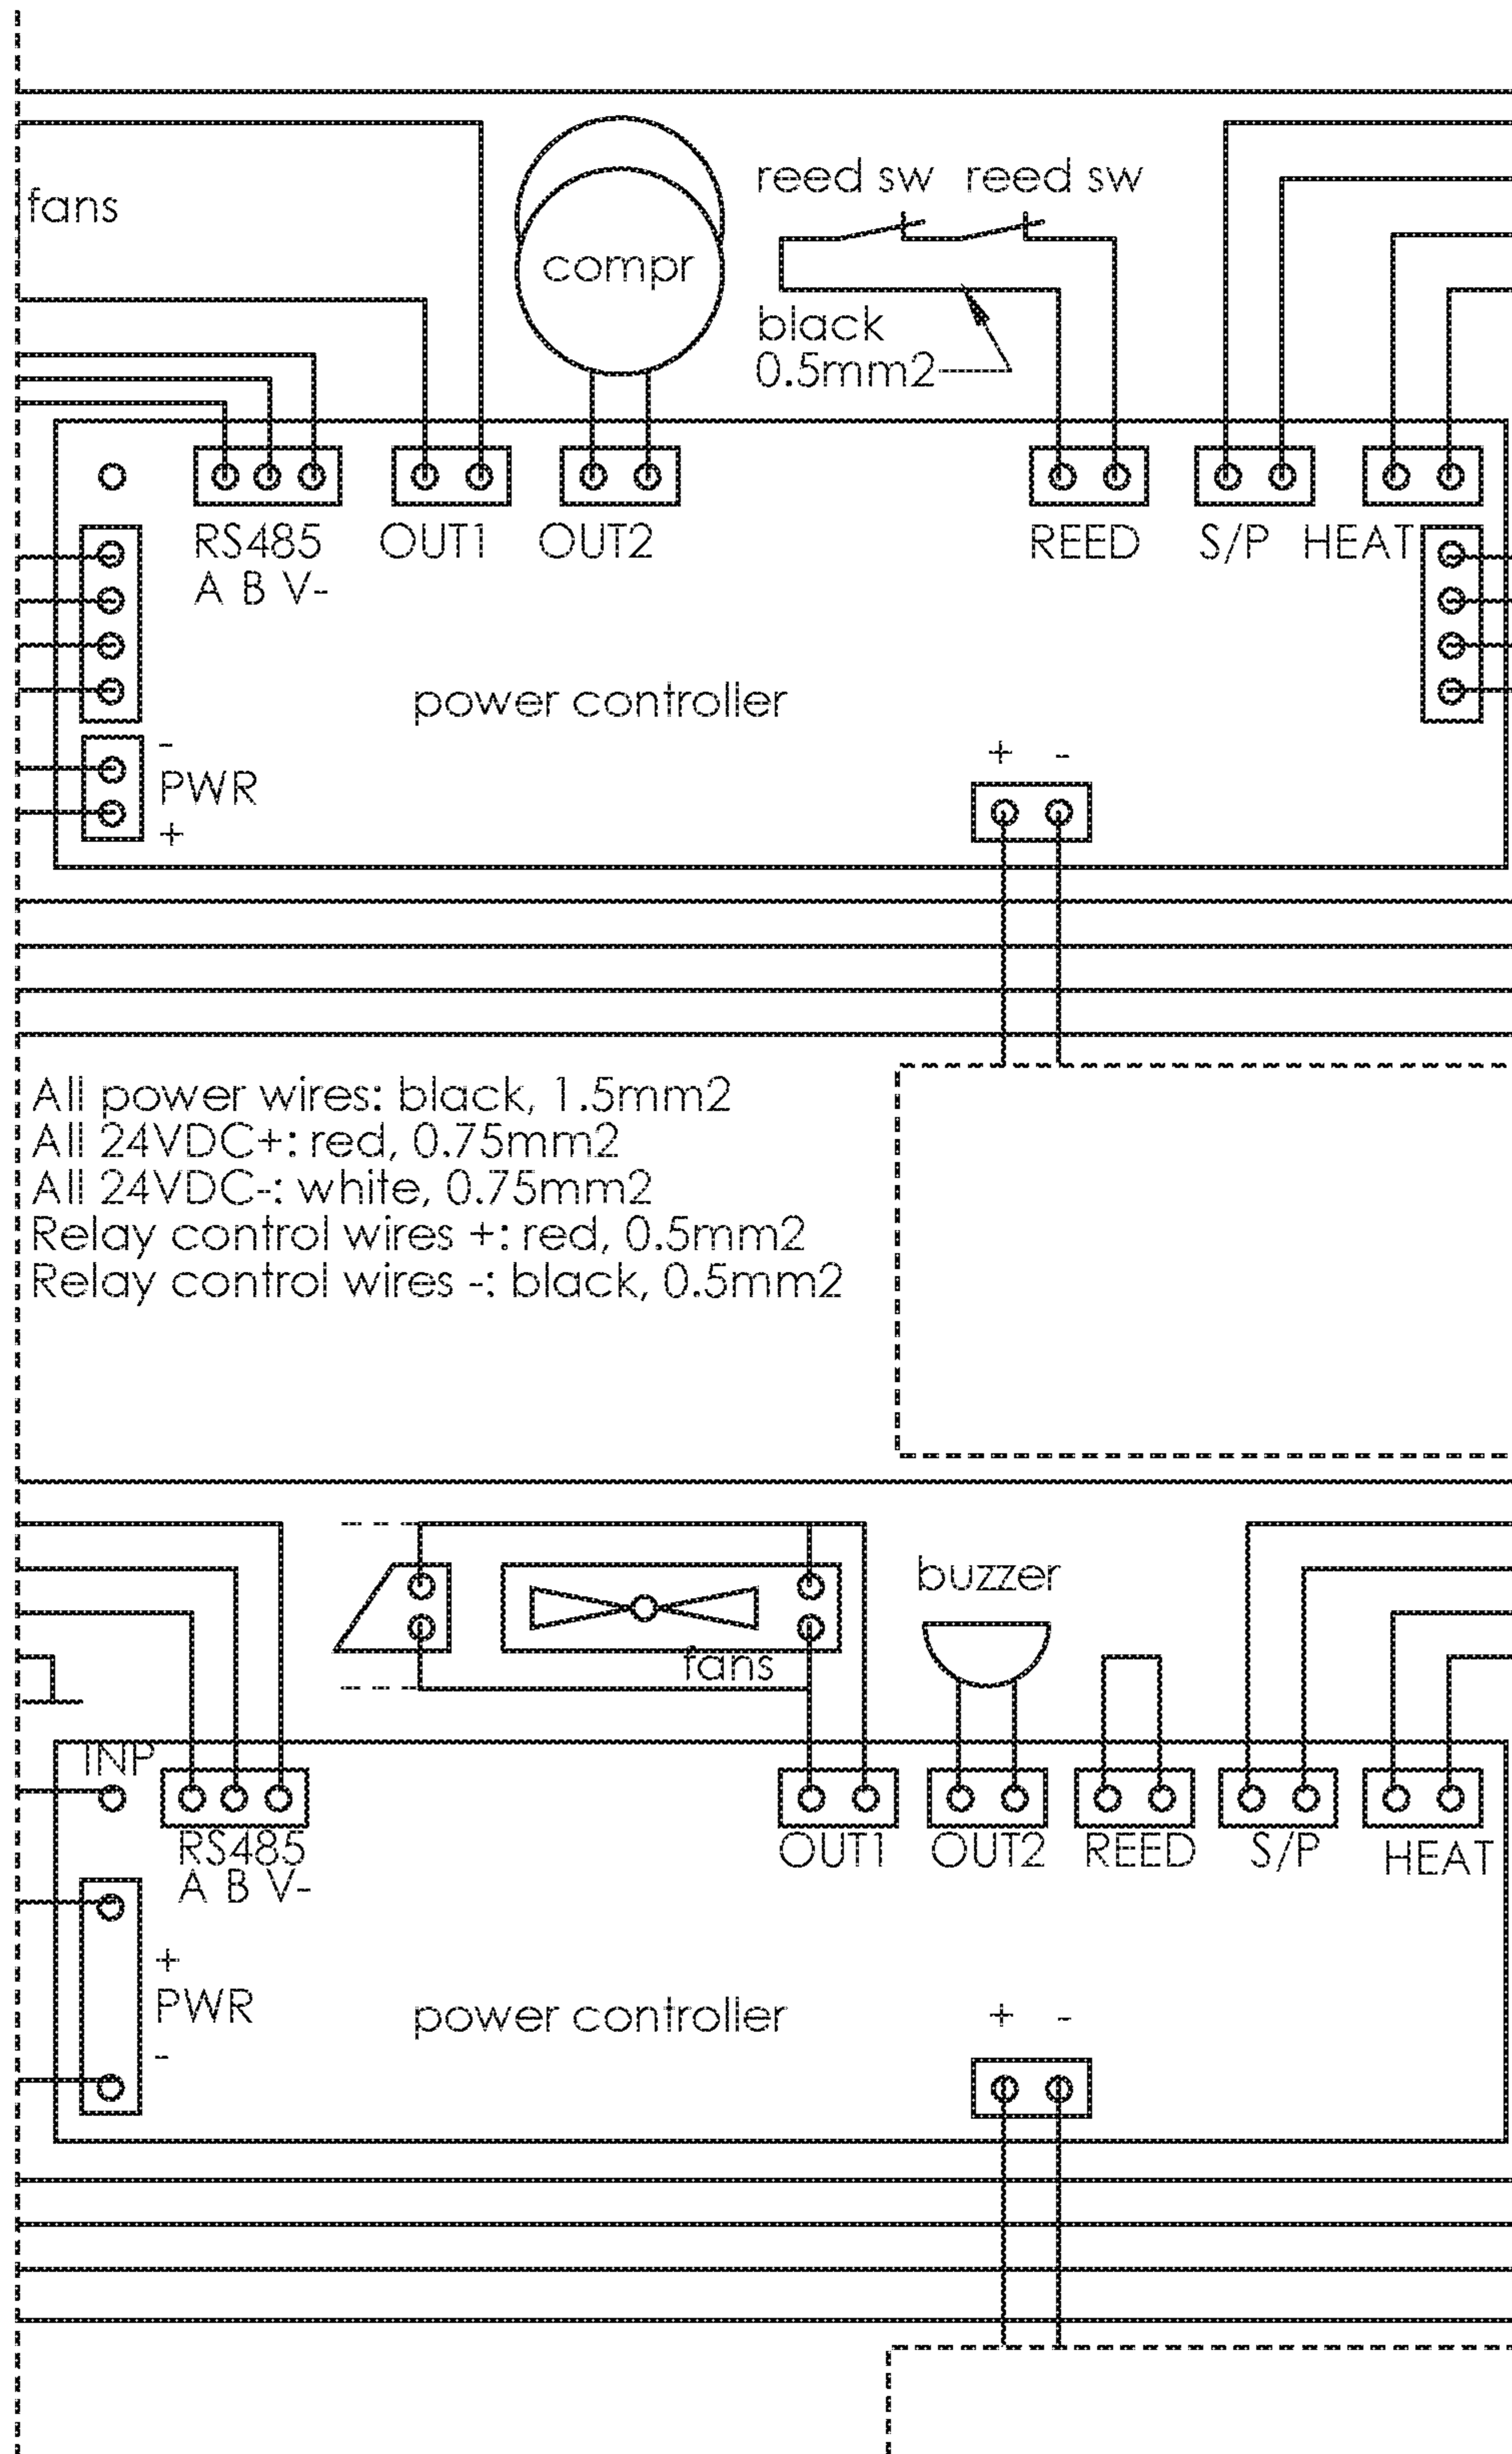 reed sw reed sw
fans
compr
black
0.5mm2
RS485 OUT1 OUT2 REED S/P HEAT
A B V-
power controller
+ -
-
PWR
+
All power wires: black, 1.5mm2
All 24VDC+: red, 0.75mm2
All 24VDC-: white, 0.75mm2
Relay control wires +: red, 0.5mm2
Relay control wires -: black, 0.5mm2
buzzer
fans
INP
RS485 OUT1 OUT2 REED S/P HEAT
A B V-
+
PWR
-
power controller
+ -